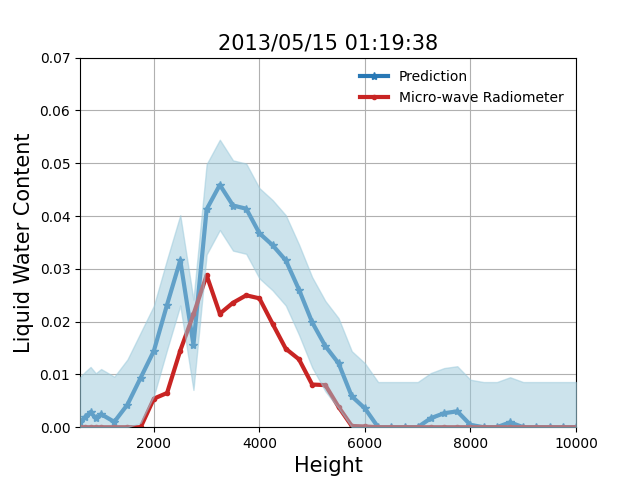 2013/05/15 01:19:38
0.07
0.06
0.05
0.04
0.03
0.02
0.01
0.00
Liquid Water Content
Prediction
Micro-wave Radiometer
2000 4000 6000 8000 10000
Height